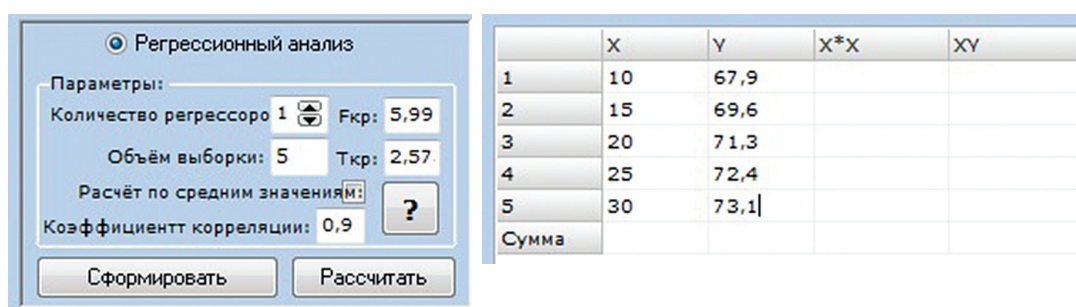 Регрессионный анализ
Параметры:
Количество регрессоро 1 Fкр: 5,99
Объём выборки: 5 Tкр: 2,57
Расчёт по средним значениям:
Коэффициентт корреляции: 0,9 ?
Сформировать Рассчитать
X Y X*X XY
1 10 67,9
2 15 69,6
3 20 71,3
4 25 72,4
5 30 73,1
Сумма